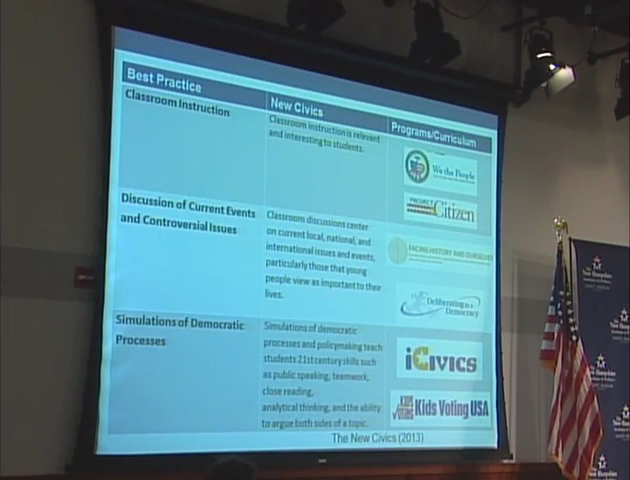 Best Practice
New Civics
Programs/Curriculum
Classroom Instruction
Classroom instruction is relevant
and interesting to students.
We the People
PROJECT
Citizen
Discussion of Current Events
and Controversial Issues
Classroom discussions center
on current local, national, and
international issues and events,
particularly those that young
people view as important to their
lives.
FACING HISTORY AND OURSELVES
Deliberating in a
Democracy
Simulations of Democratic
Processes
Simulations of democratic
processes and policymaking teach
students 21st century skills such
as public speaking, teamwork,
close reading,
analytical thinking, and the ability
to argue both sides of a topic.
iCivics
KIDS
Kids Voting USA
The New Civics (2013)
The
New Hampshire